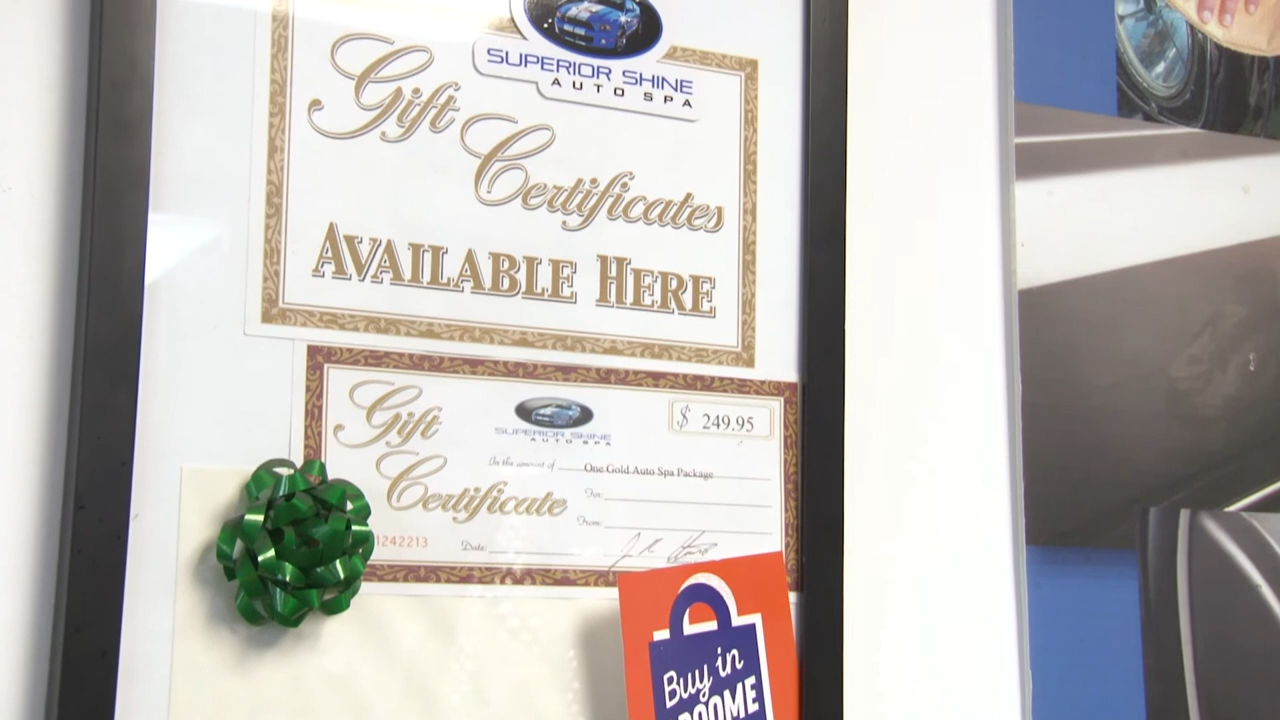 SUPERIOR SHINE
AUTO SPA
Gift
Certificates
AVAILABLE HERE
Gift
Certificate
SUPERIOR SHINE
AUTO SPA
$ 249.95
In the amount of One Gold Auto Spa Package
For:
From:
1242213
Date:
Buy in